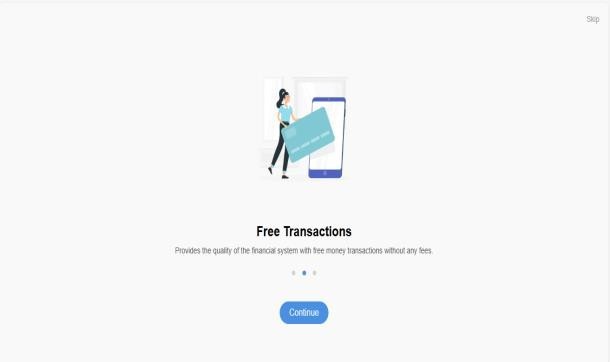 Skip
Free Transactions
Provides the quality of the financial system with free money transactions without any fees.
Continue